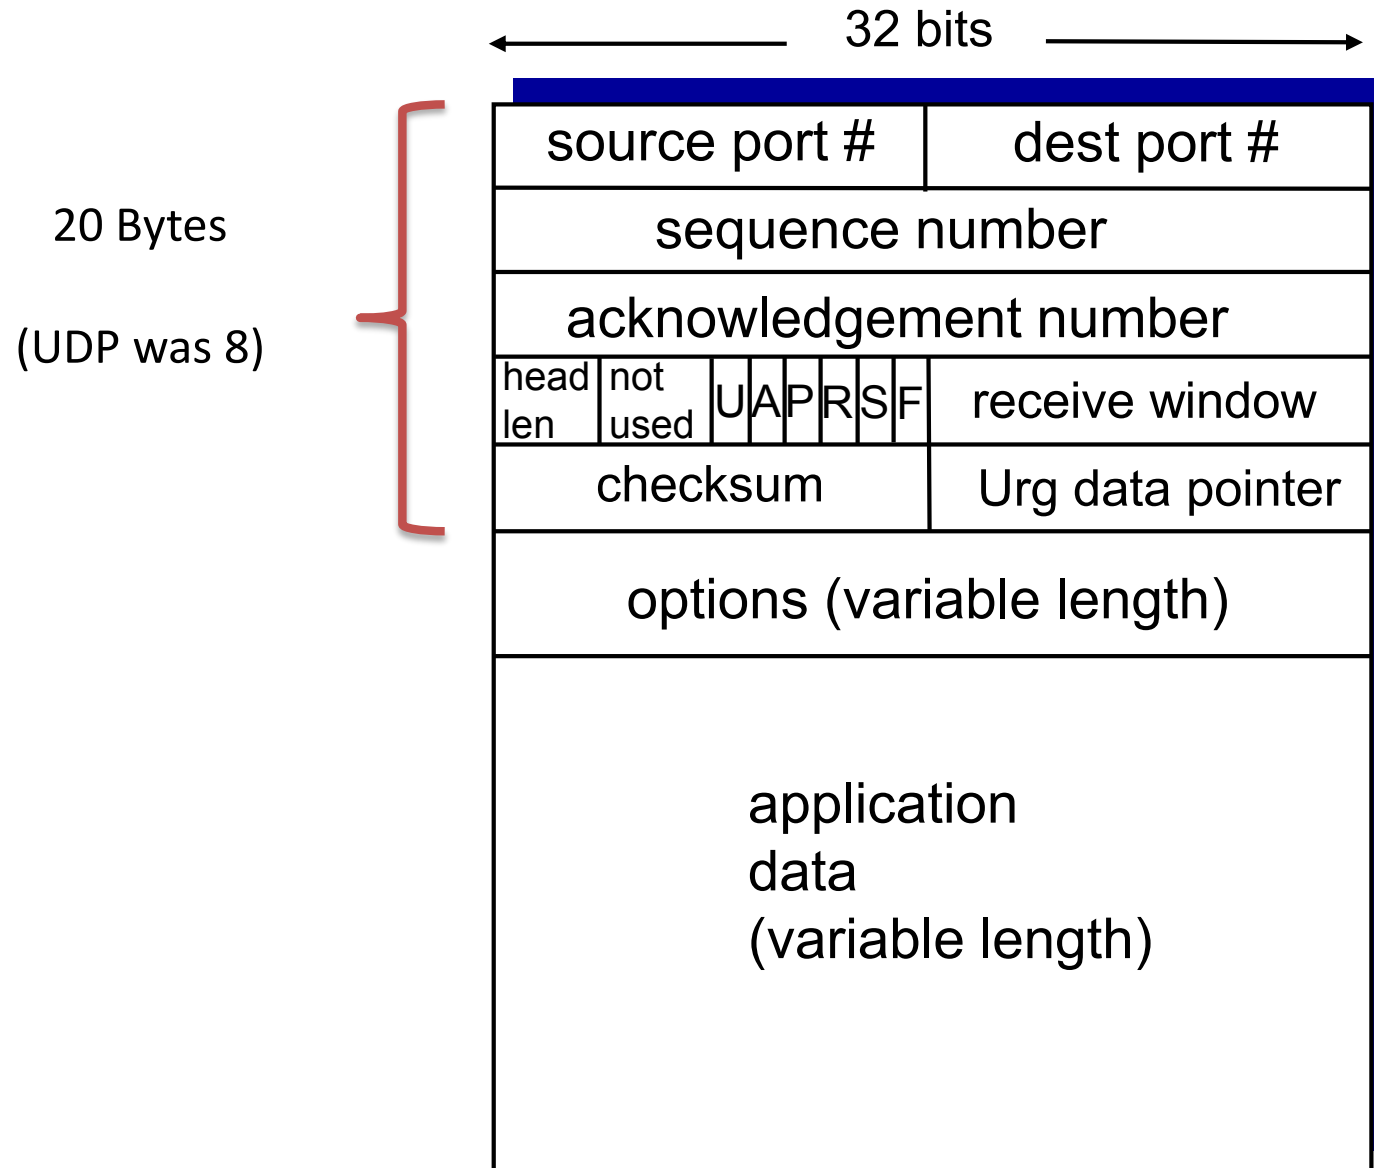 32 bits
source port #
dest port #
20 Bytes
sequence number
(UDP was 8)
acknowledgement number
head
len
not
used
U
A
P
R
S
F
receive window
checksum
Urg data pointer
options (variable length)
application
data
(variable length)